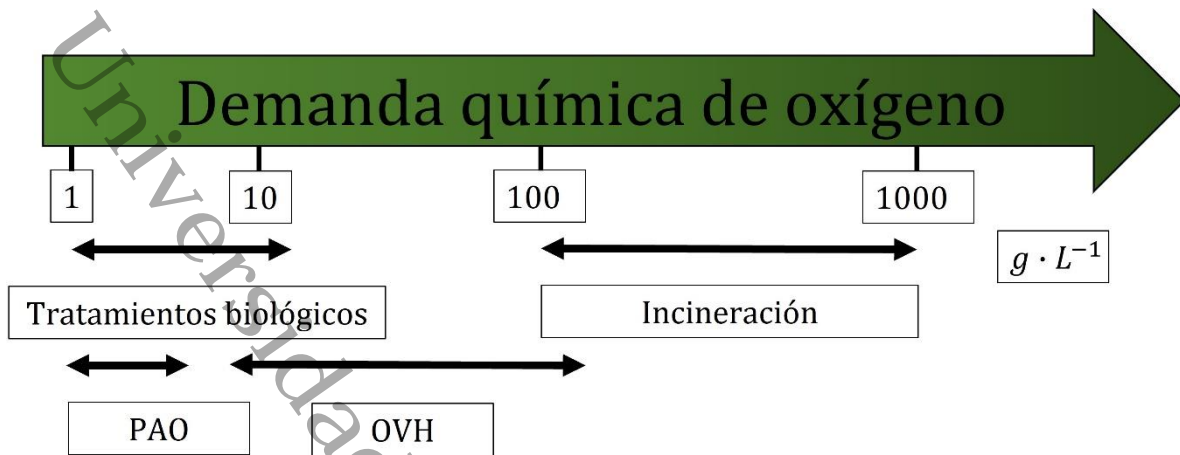 Demanda química de oxígeno
1
10
100
1000
g · L⁻¹
Tratamientos biológicos
Incineración
PAO
OVH
Universidad